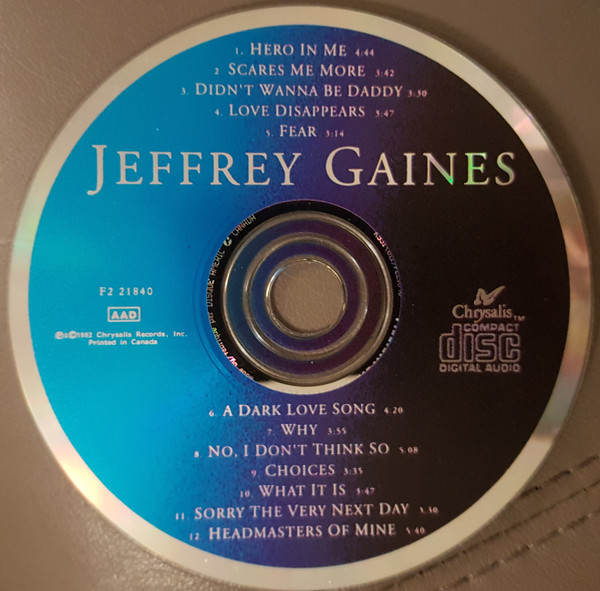 1. HERO IN ME 4:44
2 SCARES ME MORE 3:42
3. DIDN'T WANNA BE DADDY 3:30
4. LOVE DISAPPEARS 3:47
5. FEAR 3:14
JEFFREY GAINES
F2 21840
AAD
℗&©1992 Chrysalis Records, Inc.
Printed in Canada
Chrysalis™
COMPACT
disc
DIGITAL AUDIO
6. A DARK LOVE SONG 4.20
7. WHY 3:55
8. NO, I DON'T THINK SO 5.08
9. CHOICES 3:35
10. WHAT IT IS 3:47
11. SORRY THE VERY NEXT DAY 3.30
12. HEADMASTERS OF MINE 5:40